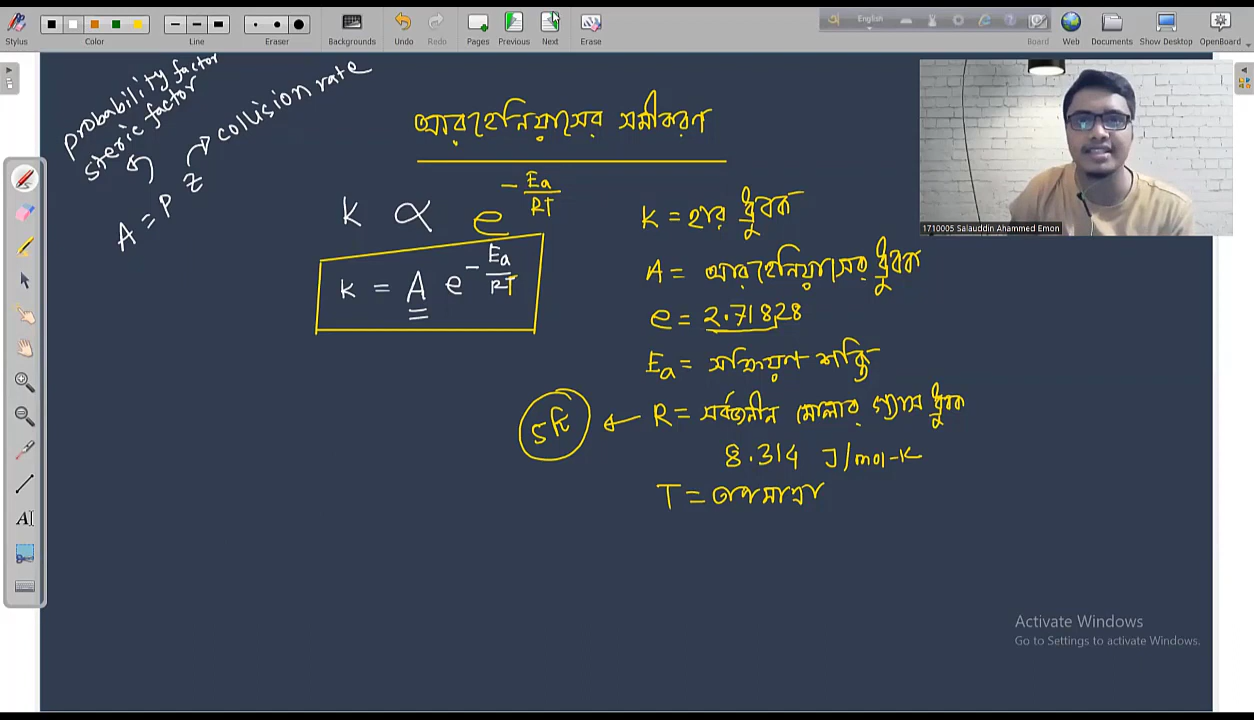 Stylus
Color
Line
Eraser
Backgrounds
Undo
Redo
Pages
Previous
Next
Erase
English
Board
Web
Documents
Show Desktop
OpenBoard
probability factor
steric factor
collision rate
A = P Z
আরহেনিয়াসের সমীকরণ
k ∝ e^{-Ea/RT}
k = A e^{-Ea/RT}
K = হার ধ্রুবক
A = আরহেনিয়াসের ধ্রুবক
e = 2.71828
Ea = সক্রিয়ণ শক্তি
R = সর্বজনীন মোলার গ্যাস ধ্রুবক
8.314 J/mol-K
T = তাপমাত্রা
1710005 Salauddin Ahammed Emon
Activate Windows
Go to Settings to activate Windows.